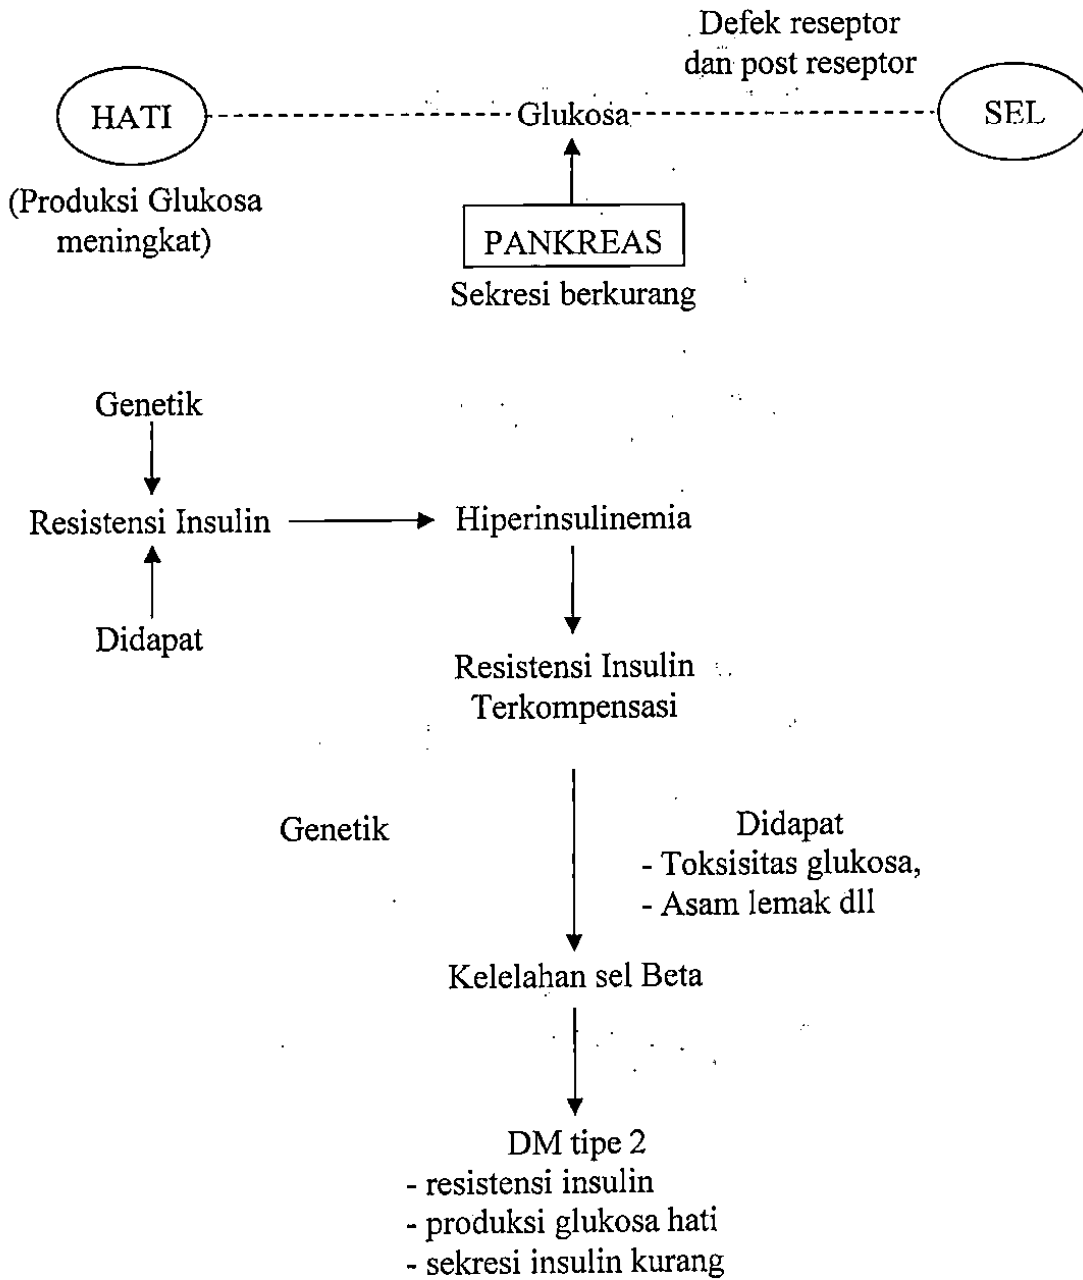 Defek reseptor
dan post reseptor
HATI
Glukosa
SEL
(Produksi Glukosa
meningkat)
PANKREAS
Sekresi berkurang
Genetik
Resistensi Insulin
Hiperinsulinemia
Didapat
Resistensi Insulin
Terkompensasi
Genetik
Didapat
- Toksisitas glukosa,
- Asam lemak dll
Kelelahan sel Beta
DM tipe 2
- resistensi insulin
- produksi glukosa hati
- sekresi insulin kurang